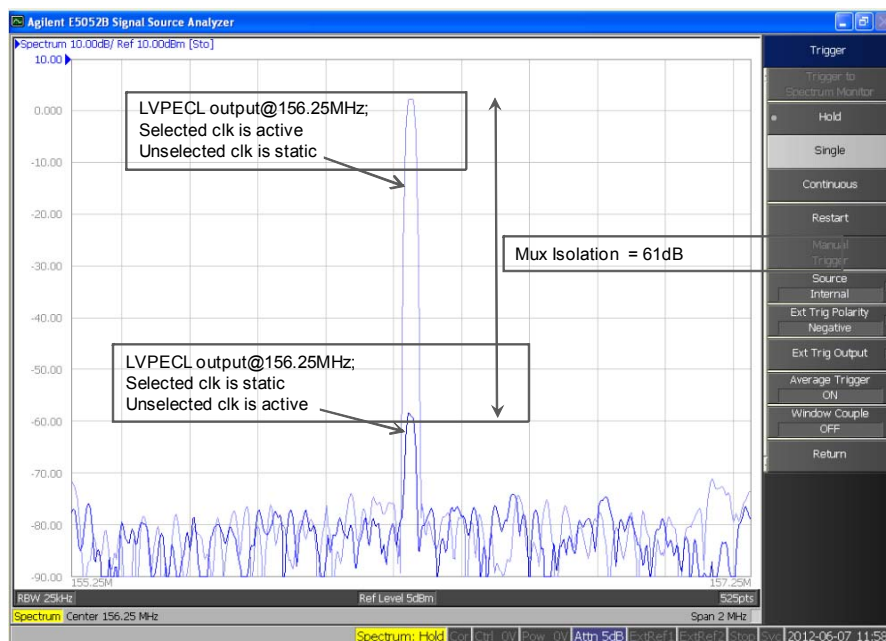 Agilent E5052B Signal Source Analyzer
Spectrum 10.00dB/ Ref 10.00dBm [Sto]
10.00
0.000
-10.00
-20.00
-30.00
-40.00
-50.00
-60.00
-70.00
-80.00
-90.00
LVPECL output@156.25MHz;
Selected clk is active
Unselected clk is static
Mux Isolation = 61dB
LVPECL output@156.25MHz;
Selected clk is static
Unselected clk is active
155.25M
157.25M
RBW 25kHz
Ref Level 5dBm
525pts
Spectrum Center 156.25 MHz
Span 2 MHz
Trigger
Trigger to
Spectrum Monitor
Hold
Single
Continuous
Restart
Manual
Trigger
Source
Internal
Ext Trig Polarity
Negative
Ext Trig Output
Average Trigger
ON
Window Couple
OFF
Return
Spectrum: Hold Cor Ctrl 0V Pow 0V Attn 5dB ExtRef1 ExtRef2 Stop Svc 2012-06-07 11:59